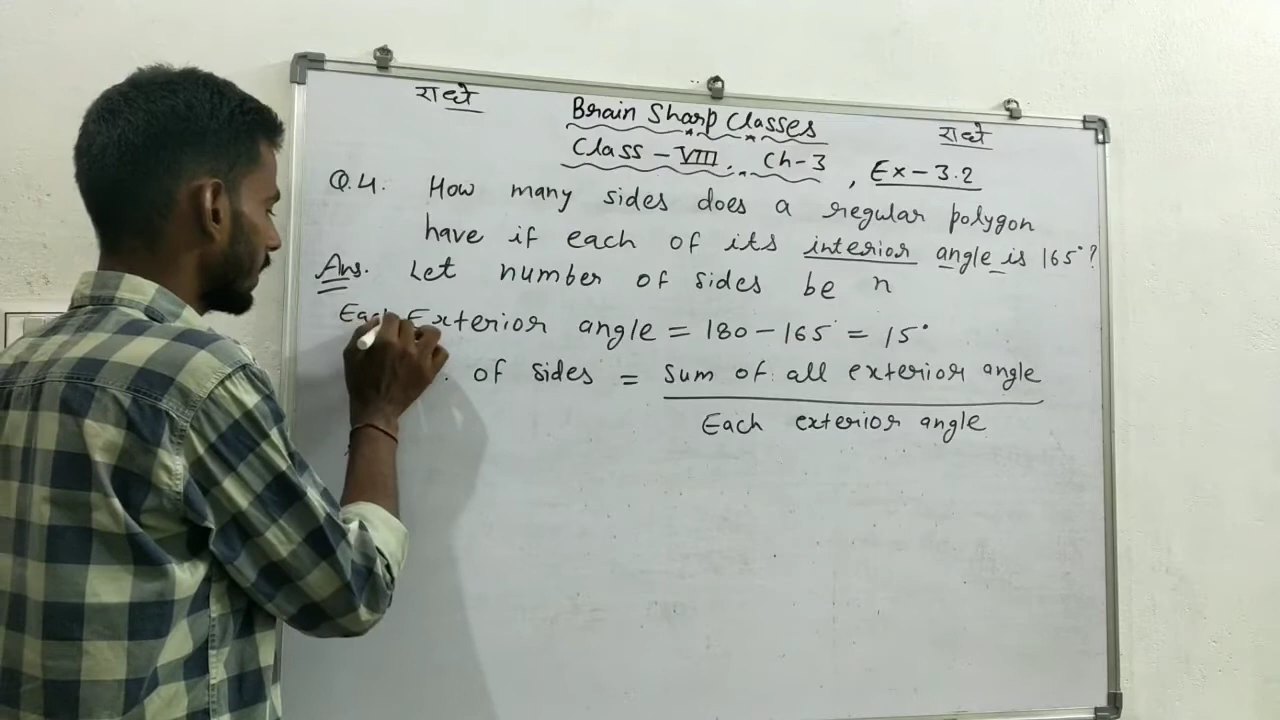 राधे
Brain Sharp Classes
राधे
Class - VIII, Ch-3, Ex-3.2
Q.4. How many sides does a regular polygon
have if each of its interior angle is 165°?
Ans. Let number of sides be n
Each Exterior angle = 180 - 165 = 15°
of sides = Sum of all exterior angle
Each exterior angle